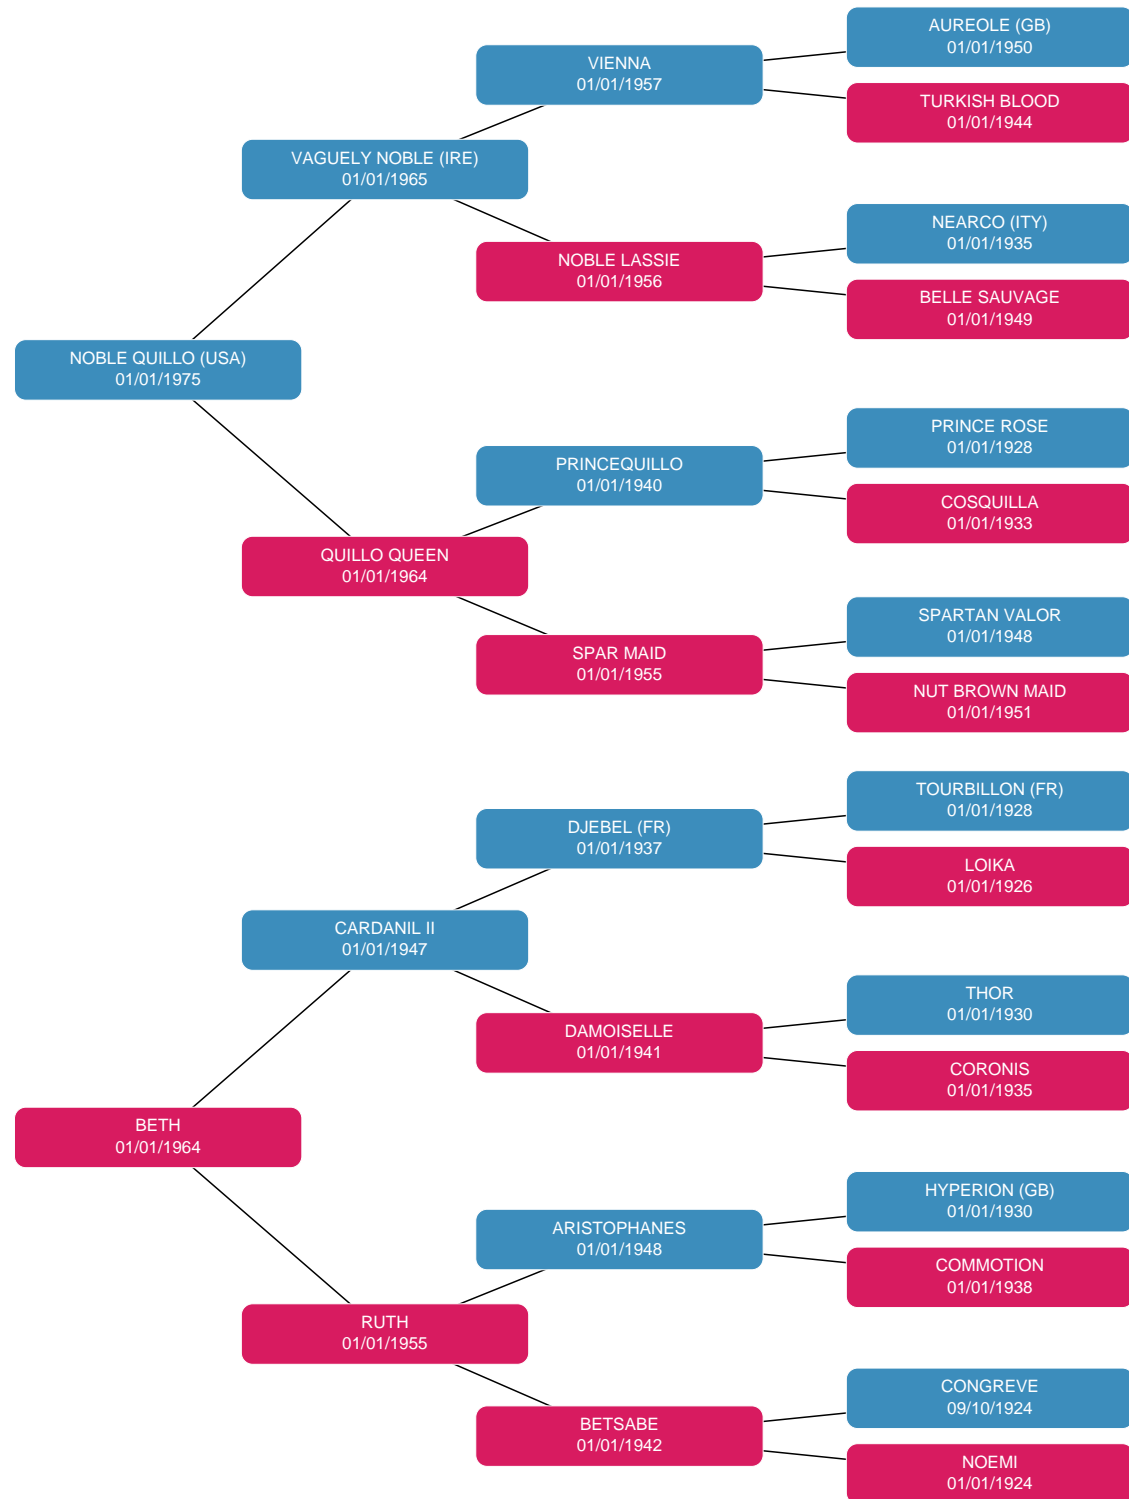 AUREOLE (GB)
01/01/1950
VIENNA
01/01/1957
TURKISH BLOOD
01/01/1944
VAGUELY NOBLE (IRE)
01/01/1965
NEARCO (ITY)
01/01/1935
NOBLE LASSIE
01/01/1956
BELLE SAUVAGE
01/01/1949
NOBLE QUILLO (USA)
01/01/1975
PRINCE ROSE
01/01/1928
PRINCEQUILLO
01/01/1940
COSQUILLA
01/01/1933
QUILLO QUEEN
01/01/1964
SPARTAN VALOR
01/01/1948
SPAR MAID
01/01/1955
NUT BROWN MAID
01/01/1951
TOURBILLON (FR)
01/01/1928
DJEBEL (FR)
01/01/1937
LOIKA
01/01/1926
CARDANIL II
01/01/1947
THOR
01/01/1930
DAMOISELLE
01/01/1941
CORONIS
01/01/1935
BETH
01/01/1964
HYPERION (GB)
01/01/1930
ARISTOPHANES
01/01/1948
COMMOTION
01/01/1938
RUTH
01/01/1955
CONGREVE
09/10/1924
BETSABE
01/01/1942
NOEMI
01/01/1924